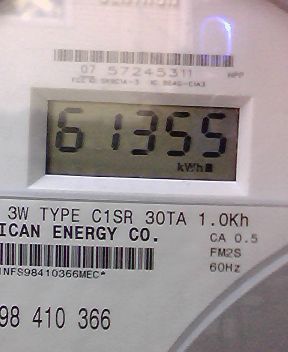 07 57245311 NPP
61355
kWh
3W TYPE C1SR 30TA 1.0Kh
ICAN ENERGY CO.
CA 0.5
FM2S
60Hz
INFS98410366MEC*
98 410 366